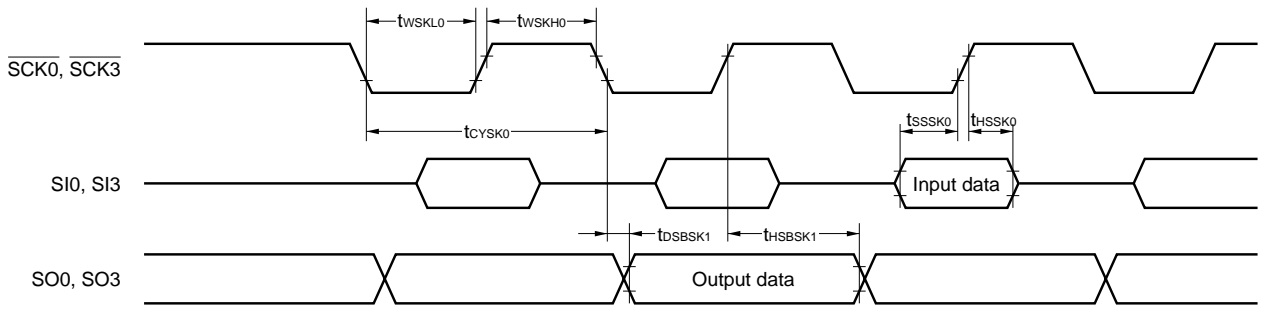 tWSKL0 tWSKH0
SCK0, SCK3
tCYSK0 tSSSK0 tHSSK0
SI0, SI3 Input data
tDSBSK1 tHSBSK1
SO0, SO3 Output data